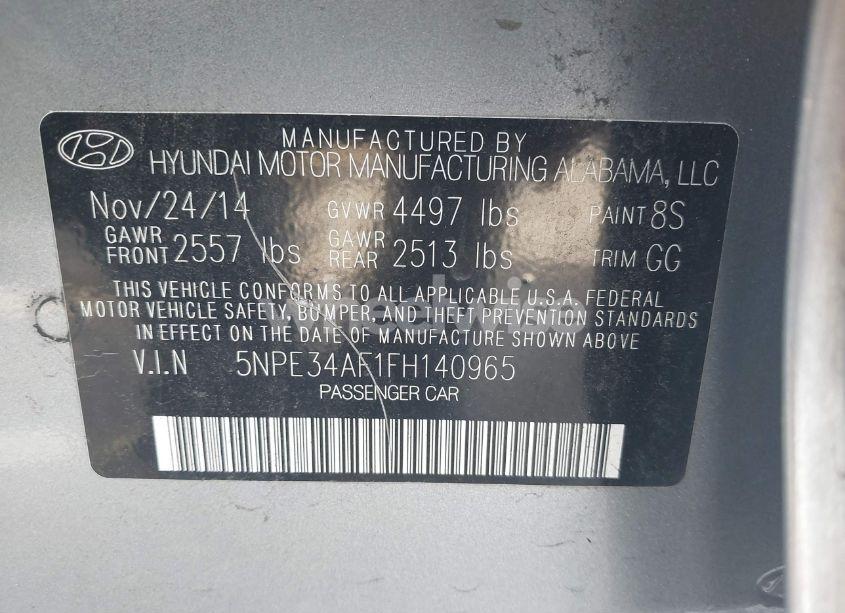 MANUFACTURED BY
HYUNDAI MOTOR MANUFACTURING ALABAMA, LLC
Nov/24/14 GVWR 4497 lbs PAINT 8S
GAWR FRONT 2557 lbs GAWR REAR 2513 lbs TRIM GG
THIS VEHICLE CONFORMS TO ALL APPLICABLE U.S.A. FEDERAL
MOTOR VEHICLE SAFETY, BUMPER, AND THEFT PREVENTION STANDARDS
IN EFFECT ON THE DATE OF MANUFACTURE SHOWN ABOVE
V.I.N 5NPE34AF1FH140965
PASSENGER CAR